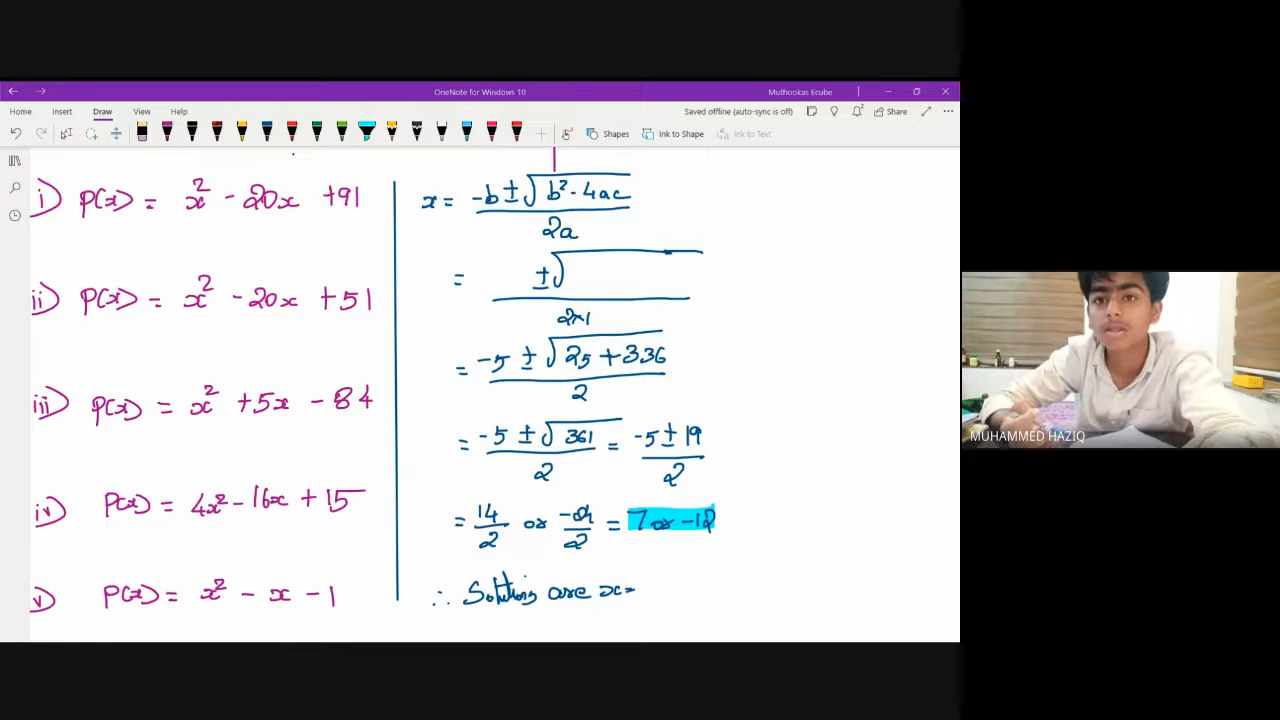 OneNote for Windows 10
Muthookas Ecube
Home Insert Draw View Help
Saved offline (auto-sync is off)
Share
Shapes Ink to Shape Ink to Text
i) P(x) = x² - 20x + 91
ii) P(x) = x² - 20x + 51
iii) P(x) = x² + 5x - 84
iv) P(x) = 4x² - 16x + 15
v) P(x) = x² - x - 1
x = -b ± √b² - 4ac / 2a
= ± √ / 2×1
= -5 ± √25 + 336 / 2
= -5 ± √361 / 2 = -5 ± 19 / 2
= 14/2 or -24/2 = 7 or -12
∴ Solutions are x=
MUHAMMED HAZIQ